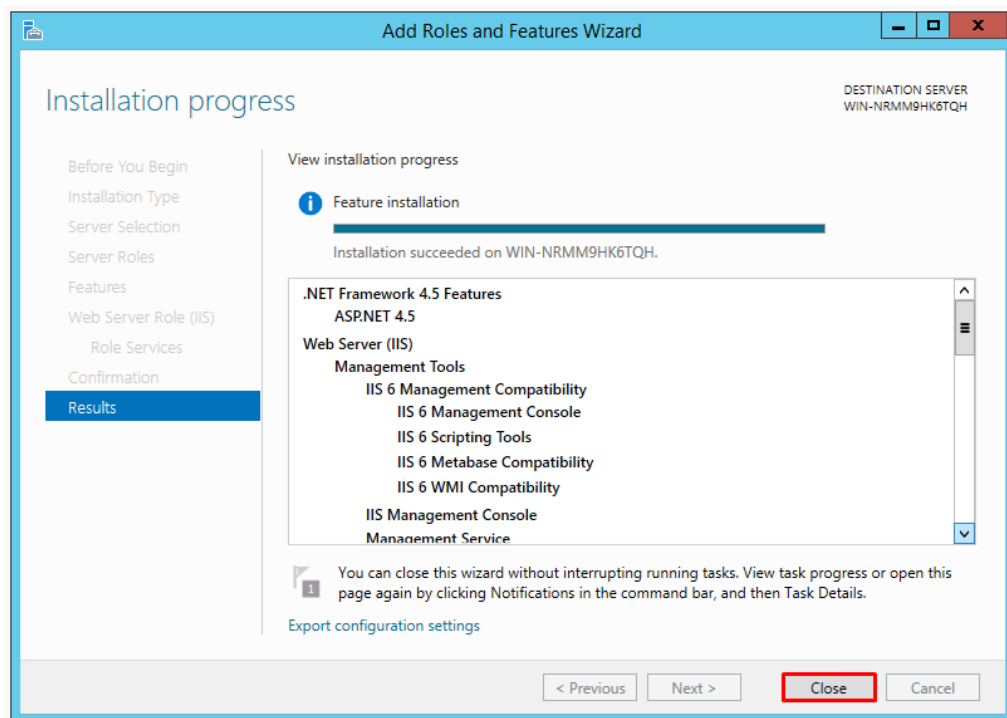 Add Roles and Features Wizard
Installation progress
DESTINATION SERVER
WIN-NRMM9HK6TQH
Before You Begin
Installation Type
Server Selection
Server Roles
Features
Web Server Role (IIS)
Role Services
Confirmation
Results
View installation progress
Feature installation
Installation succeeded on WIN-NRMM9HK6TQH.
.NET Framework 4.5 Features
ASP.NET 4.5
Web Server (IIS)
Management Tools
IIS 6 Management Compatibility
IIS 6 Management Console
IIS 6 Scripting Tools
IIS 6 Metabase Compatibility
IIS 6 WMI Compatibility
IIS Management Console
Management Service
1
You can close this wizard without interrupting running tasks. View task progress or open this
page again by clicking Notifications in the command bar, and then Task Details.
Export configuration settings
< Previous
Next >
Close
Cancel